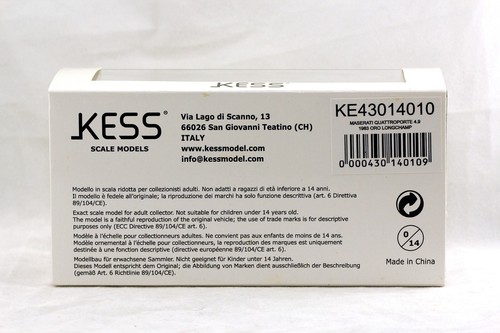 KESS®
SCALE MODELS
Via Lago di Scanno, 13
66026 San Giovanni Teatino (CH)
ITALY
www.kessmodel.com
info@kessmodel.com
KE43014010
MASERATI QUATTROPORTE 4.9
1983 ORO LONGCHAMP
0 000430 140109
Modello in scala ridotta per collezionisti adulti. Non adatti a ragazzi di età inferiore a 14 anni.
Il modello è fedele all'originale; la riproduzione dei marchi ha solo funzione descrittiva (art. 6 Direttiva
89/104/CE).
Exact scale model for adult collector. Not suitable for children under 14 years old.
The model is a faithful reproduction of the original vehicle; the use of trade marks is for descriptive
purposes only (ECC Directive 89/104/CE art. 6).
Modèle à l'échelle pour collectionneurs adultes. Ne convient pas aux enfants de moins de 14 ans.
Modèle ornemental à l'échelle pour collectionneurs, la reproduction des marques est uniquement
destinée à une fonction descriptive (directive européenne 89/104/CE, art. 6).
Modellbau für erwachsene Sammler. Nicht geeignet für Kinder unter 14 Jahren.
Dieses Modell entspricht dem Original; die Abbildung von Marken dient ausschließlich der Beschreibung
(gemäß Art. 6 Richtlinie 89/104/CE).
0/14
Made in China